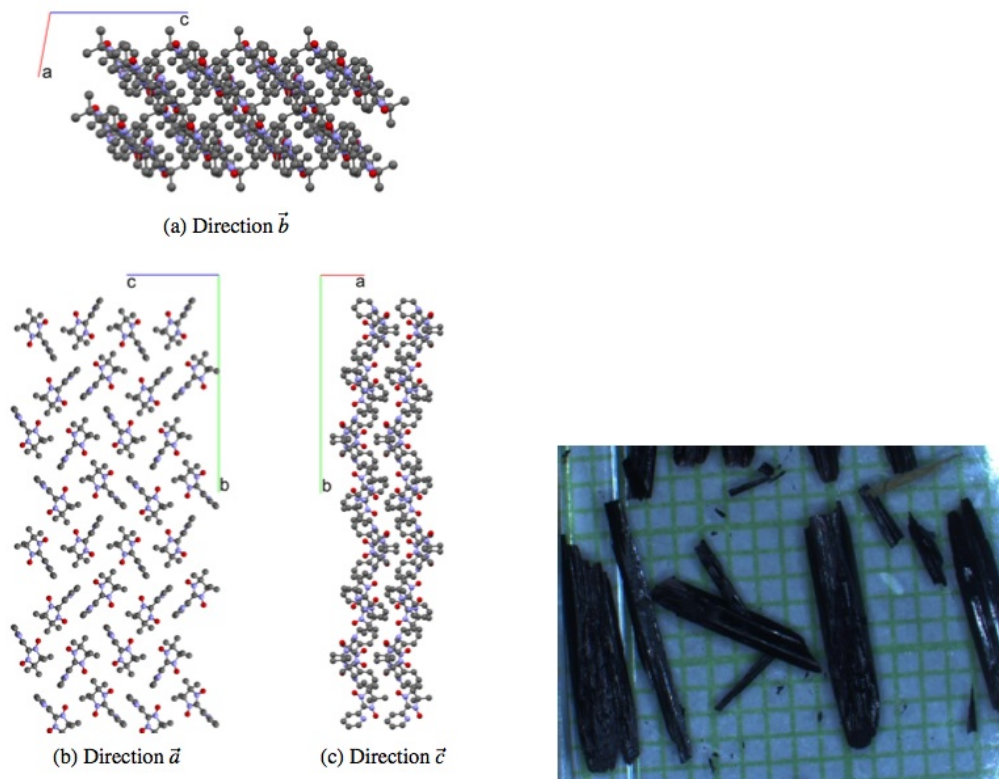 c
a
(a) Direction b⃗
c
b
a
b
(b) Direction a⃗
(c) Direction c⃗